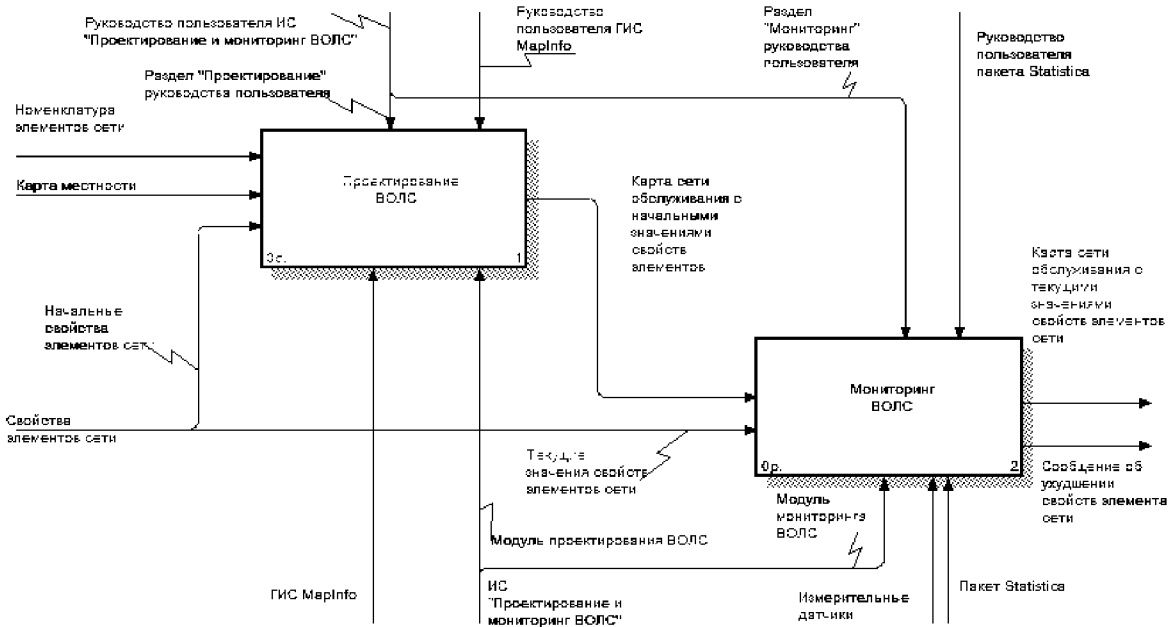 Руководство пользователя ИС
"Проектирование и мониторинг ВОЛС"
Руководство
пользователя ГИС
MapInfo
Раздел
"Мониторинг"
руководства
пользователя
Руководство
пользователя
пакета Statistica
Раздел "Проектирование"
руководства пользователя
Номенклатура
элементов сети
Карта местности
Проектирование
ВОЛС
0р.
1
Карта сети
обслуживания с
начальными
значениями
свойств
элементов
Карта сети
обслуживания с
текущими
значениями
свойств элементов
сети
Начальные
свойства
элементов сети
Мониторинг
ВОЛС
0р.
2
Свойства
элементов сети
Текущие
значения свойств
элементов сети
Сообщение об
ухудшении
свойств элемента
сети
Модуль
мониторинга
ВОЛС
Модуль проектирования ВОЛС
ГИС MapInfo
ИС
"Проектирование и
мониторинг ВОЛС"
Измерительные
датчики
Пакет Statistica